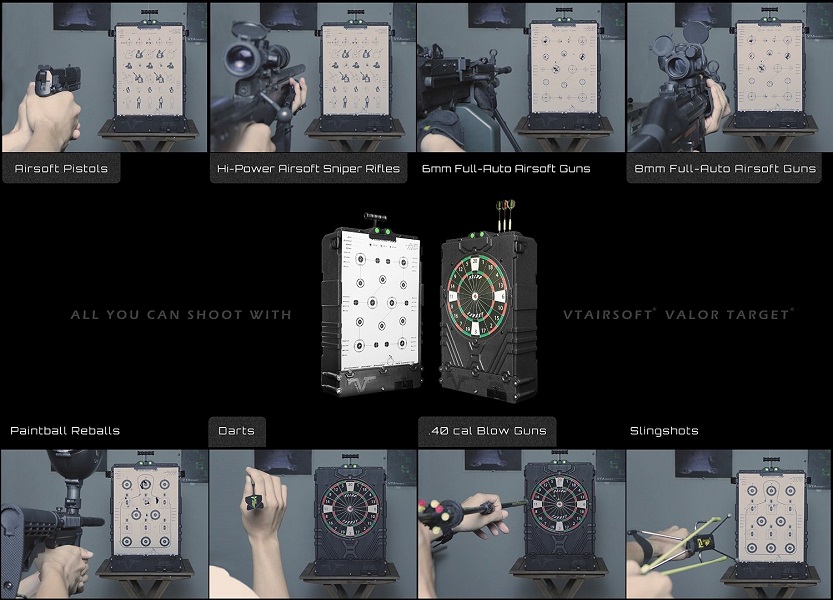 Airsoft Pistols
Hi-Power Airsoft Sniper Rifles
6mm Full-Auto Airsoft Guns
8mm Full-Auto Airsoft Guns
ALL YOU CAN SHOOT WITH
VTAIRSOFT® VALOR TARGET®
Paintball Reballs
Darts
.40 cal Blow Guns
Slingshots